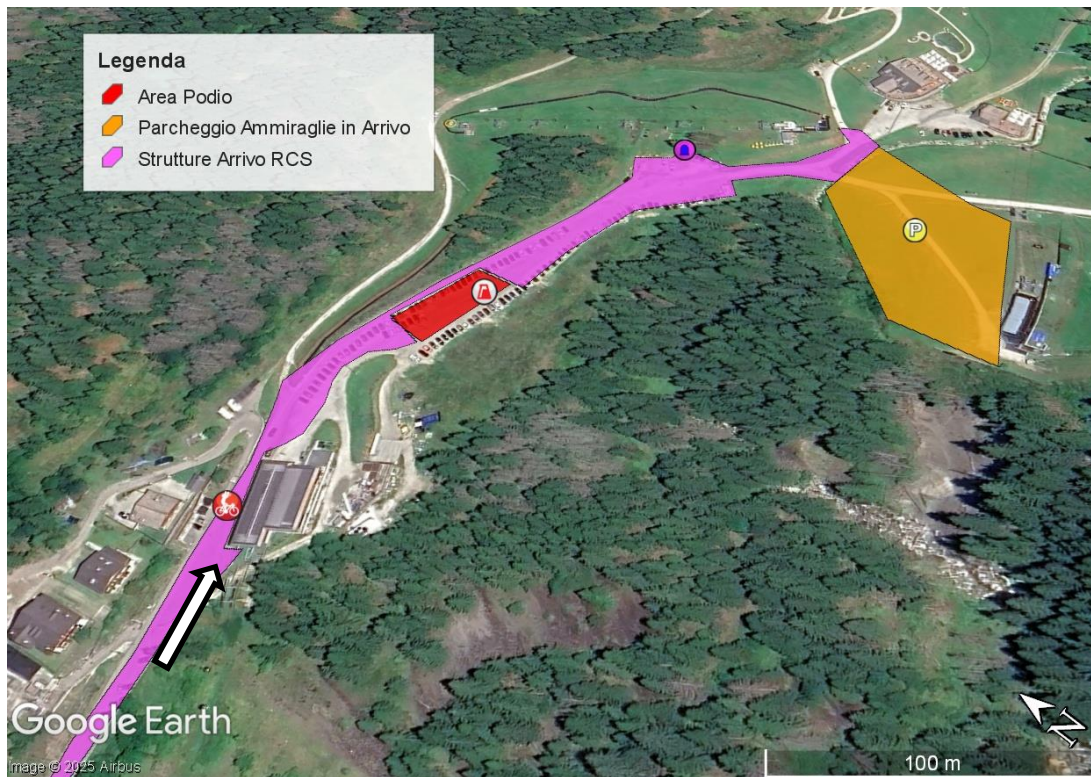 Legenda
Area Podio
Parcheggio Ammiraglie in Arrivo
Strutture Arrivo RCS
P
Google Earth
Image © 2025 Airbus
N
100 m